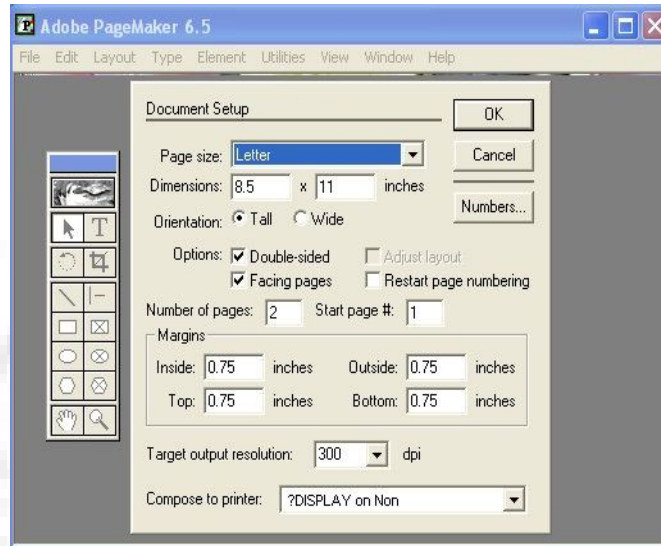 Adobe PageMaker 6.5
File Edit Layout Type Element Utilities View Window Help
Document Setup
OK
Page size: Letter
Cancel
Dimensions: 8.5 x 11 inches
Numbers...
Orientation: Tall Wide
Options: Double-sided Adjust layout
Facing pages Restart page numbering
Number of pages: 2 Start page #: 1
Margins
Inside: 0.75 inches Outside: 0.75 inches
Top: 0.75 inches Bottom: 0.75 inches
Target output resolution: 300 dpi
Compose to printer: ?DISPLAY on Non
T